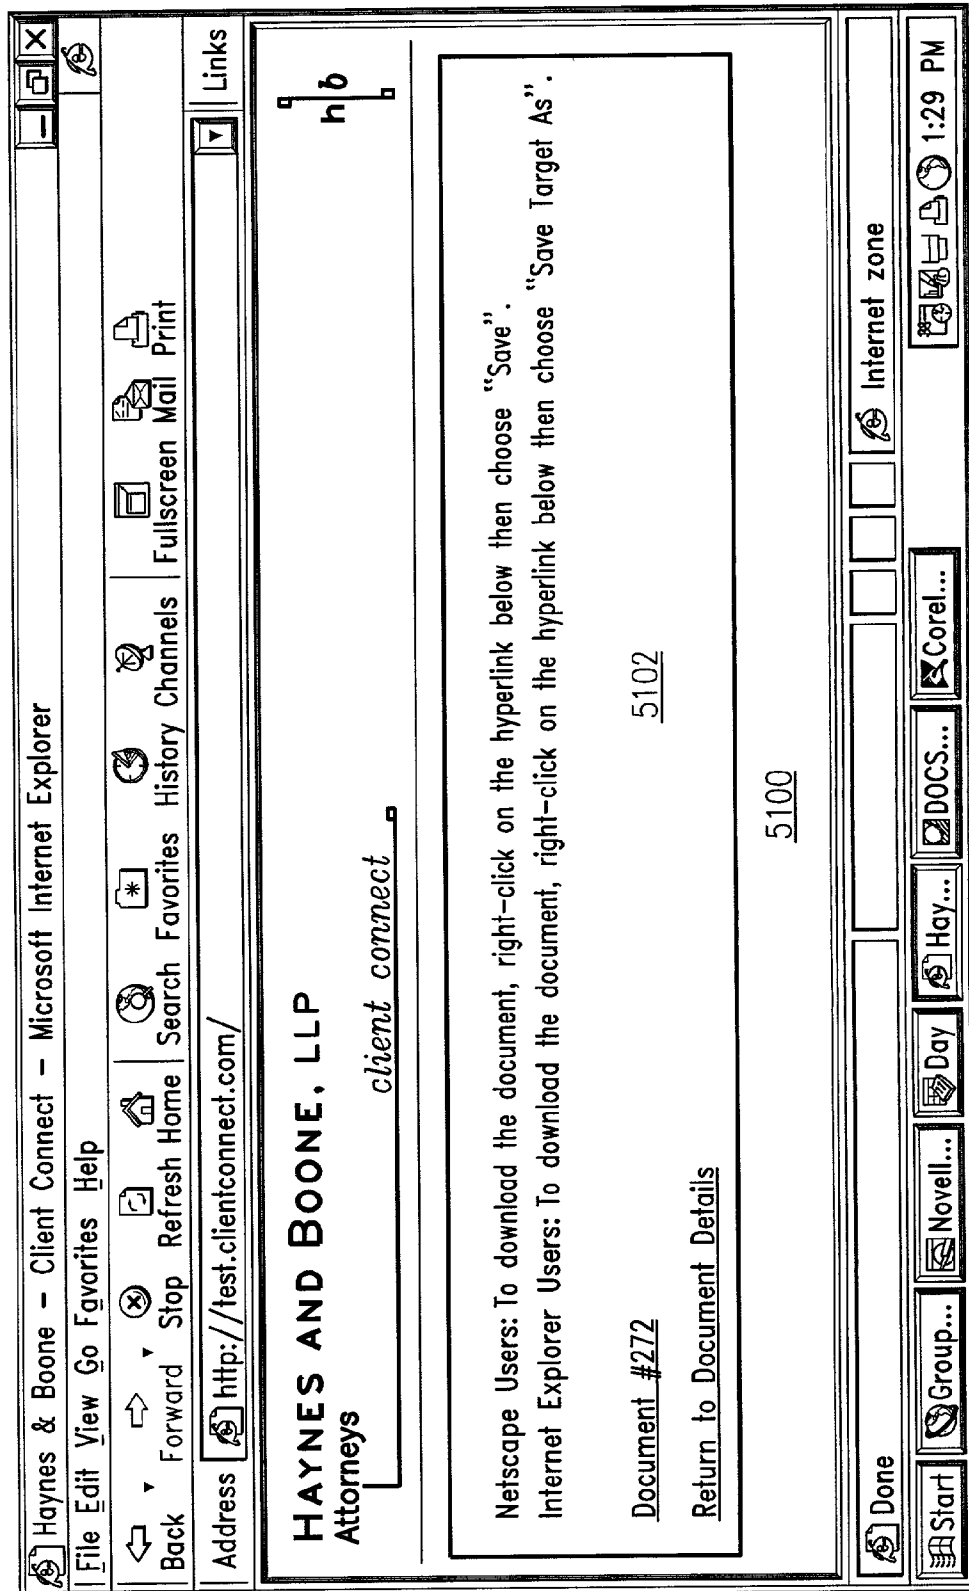 Haynes & Boone – Client Connect – Microsoft Internet Explorer
File Edit View Go Favorites Help
Back Forward Stop Refresh Home Search Favorites History Channels Fullscreen Mail Print
Address http://test.clientconnect.com/ Links
HAYNES AND BOONE, LLP
Attorneys
client connect
h b
Netscape Users: To download the document, right-click on the hyperlink below then choose "Save".
Internet Explorer Users: To download the document, right-click on the hyperlink below then choose "Save Target As".
Document #272
5102
Return to Document Details
5100
Done Internet zone
Start Group... Novell... Day Hay... DOCS... Corel... 1:29 PM